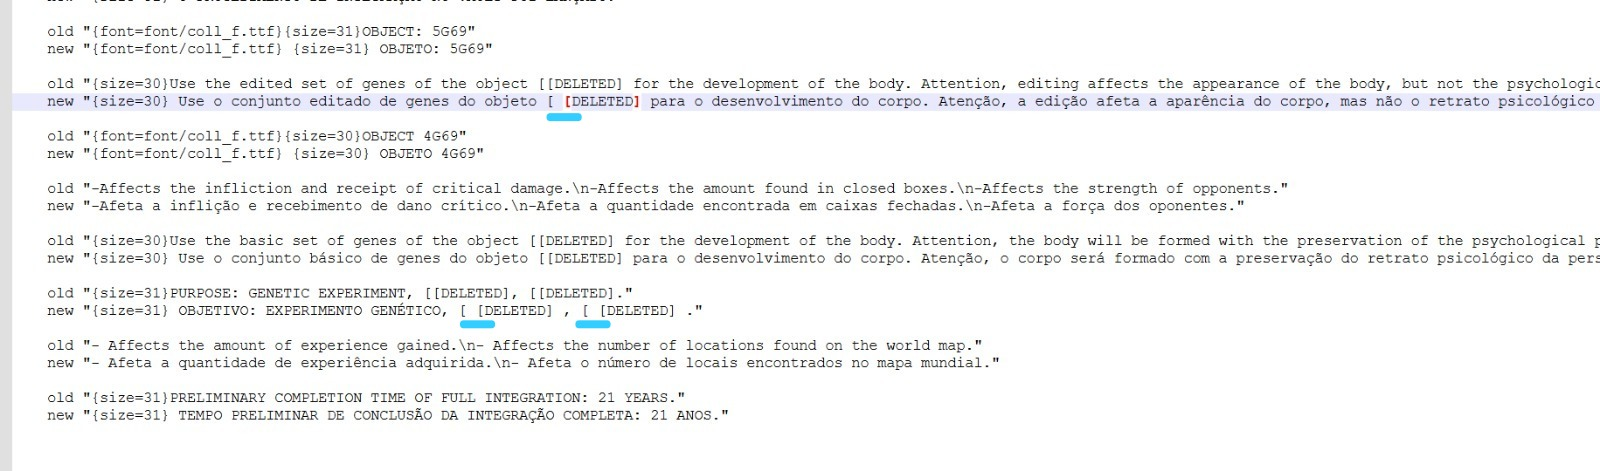 old "{font=font/coll_f.ttf}{size=31}OBJECT: 5G69"
new "{font=font/coll_f.ttf} {size=31} OBJETO: 5G69"
old "{size=30}Use the edited set of genes of the object [[DELETED] for the development of the body. Attention, editing affects the appearance of the body, but not the psychologic
new "{size=30} Use o conjunto editado de genes do objeto [ [DELETED] para o desenvolvimento do corpo. Atenção, a edição afeta a aparência do corpo, mas não o retrato psicológico
old "{font=font/coll_f.ttf}{size=30}OBJECT 4G69"
new "{font=font/coll_f.ttf} {size=30} OBJETO 4G69"
old "-Affects the infliction and receipt of critical damage.\n-Affects the amount found in closed boxes.\n-Affects the strength of opponents."
new "-Afeta a inflição e recebimento de dano crítico.\n-Afeta a quantidade encontrada em caixas fechadas.\n-Afeta a força dos oponentes."
old "{size=30}Use the basic set of genes of the object [[DELETED] for the development of the body. Attention, the body will be formed with the preservation of the psychological p
new "{size=30} Use o conjunto básico de genes do objeto [[DELETED] para o desenvolvimento do corpo. Atenção, o corpo será formado com a preservação do retrato psicológico da pers
old "{size=31}PURPOSE: GENETIC EXPERIMENT, [[DELETED], [[DELETED]."
new "{size=31} OBJETIVO: EXPERIMENTO GENÉTICO, [ [DELETED] , [ [DELETED] ."
old "- Affects the amount of experience gained.\n- Affects the number of locations found on the world map."
new "- Afeta a quantidade de experiência adquirida.\n- Afeta o número de locais encontrados no mapa mundial."
old "{size=31}PRELIMINARY COMPLETION TIME OF FULL INTEGRATION: 21 YEARS."
new "{size=31} TEMPO PRELIMINAR DE CONCLUSÃO DA INTEGRAÇÃO COMPLETA: 21 ANOS."